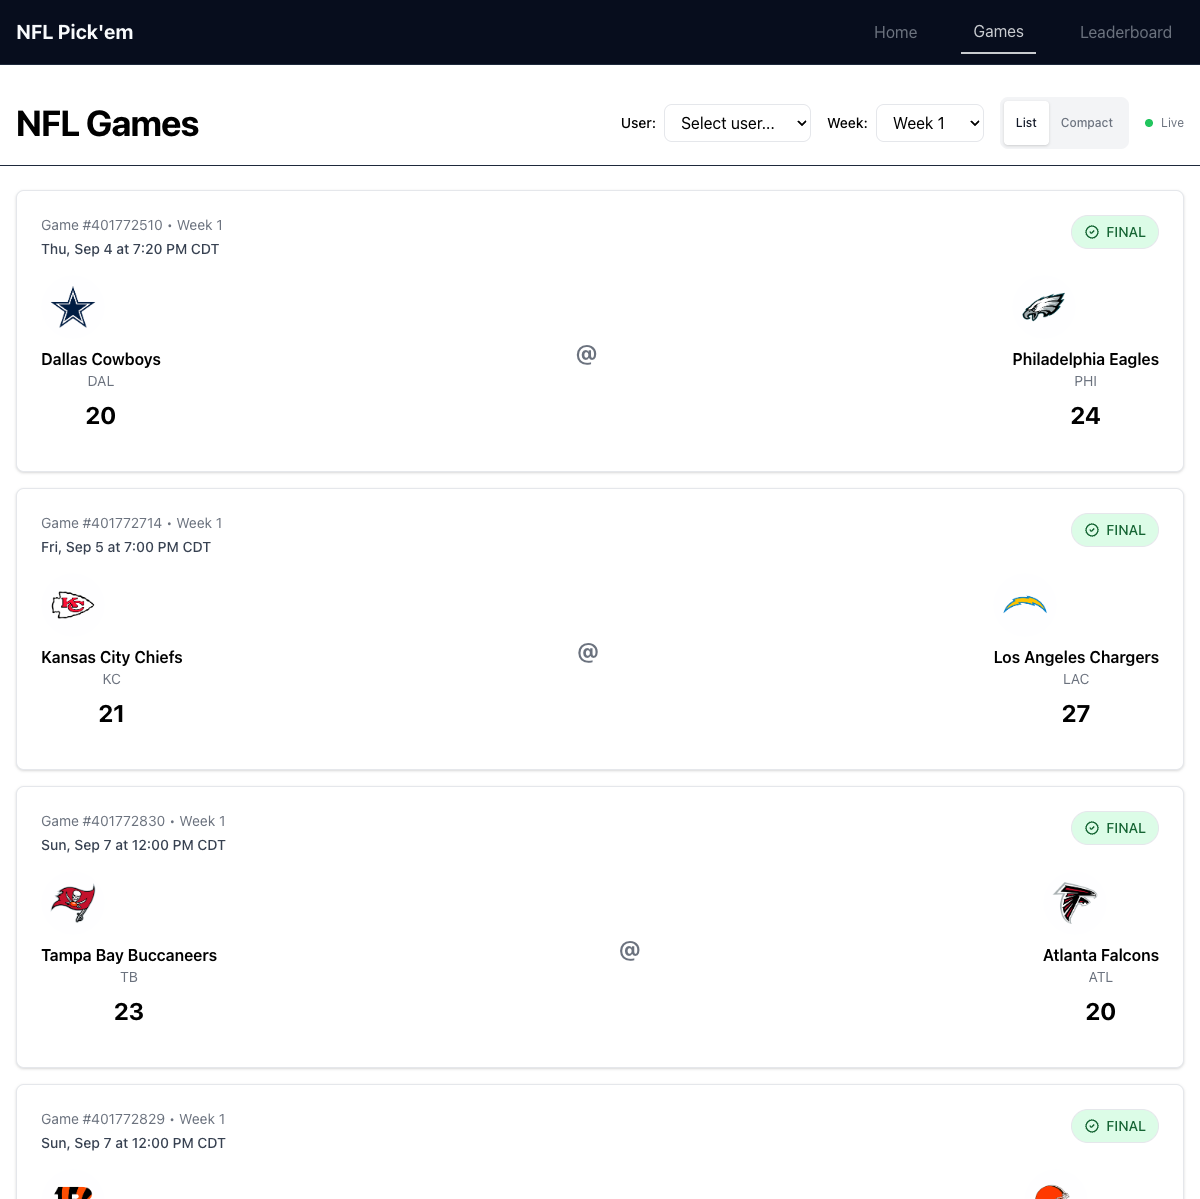 NFL Pick'em
Home
Games
Leaderboard
NFL Games
User:
Select user...
Week:
Week 1
List
Compact
Live
Game #401772510 • Week 1
Thu, Sep 4 at 7:20 PM CDT
FINAL
Dallas Cowboys
DAL
20
@
Philadelphia Eagles
PHI
24
Game #401772714 • Week 1
Fri, Sep 5 at 7:00 PM CDT
FINAL
KC
Kansas City Chiefs
KC
21
@
Los Angeles Chargers
LAC
27
Game #401772830 • Week 1
Sun, Sep 7 at 12:00 PM CDT
FINAL
Tampa Bay Buccaneers
TB
23
@
Atlanta Falcons
ATL
20
Game #401772829 • Week 1
Sun, Sep 7 at 12:00 PM CDT
FINAL